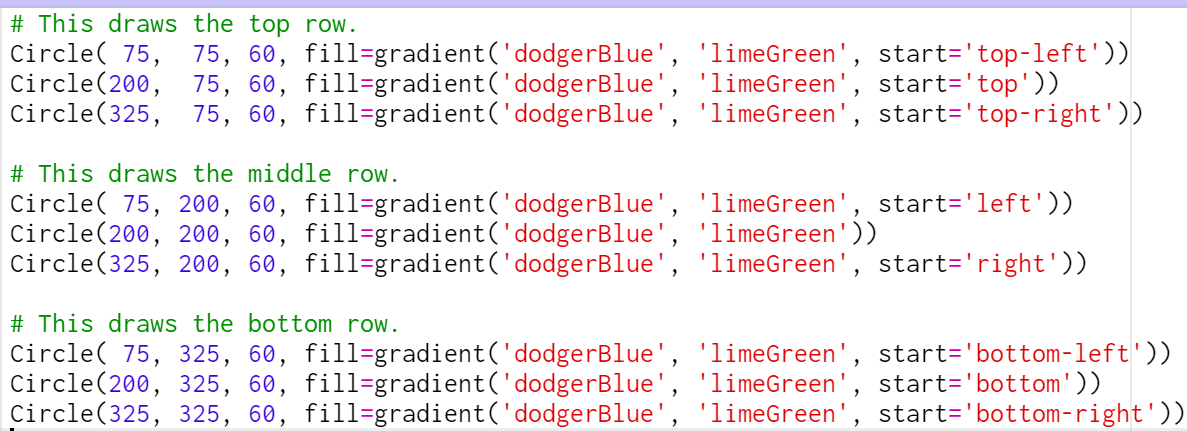 # This draws the top row.
Circle( 75,  75, 60, fill=gradient('dodgerBlue', 'limeGreen', start='top-left'))
Circle(200,  75, 60, fill=gradient('dodgerBlue', 'limeGreen', start='top'))
Circle(325,  75, 60, fill=gradient('dodgerBlue', 'limeGreen', start='top-right'))
# This draws the middle row.
Circle( 75, 200, 60, fill=gradient('dodgerBlue', 'limeGreen', start='left'))
Circle(200, 200, 60, fill=gradient('dodgerBlue', 'limeGreen'))
Circle(325, 200, 60, fill=gradient('dodgerBlue', 'limeGreen', start='right'))
# This draws the bottom row.
Circle( 75, 325, 60, fill=gradient('dodgerBlue', 'limeGreen', start='bottom-left'))
Circle(200, 325, 60, fill=gradient('dodgerBlue', 'limeGreen', start='bottom'))
Circle(325, 325, 60, fill=gradient('dodgerBlue', 'limeGreen', start='bottom-right'))